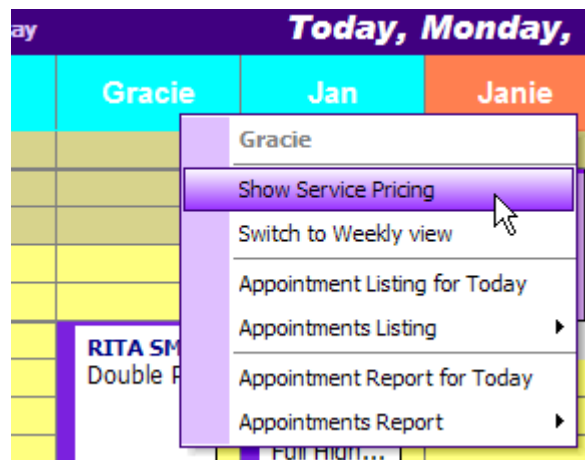 ay
Today, Monday,
Gracie Jan Janie
Gracie
Show Service Pricing
Switch to Weekly view
Appointment Listing for Today
Appointments Listing
RITA SM
Double
Appointment Report for Today
Appointments Report
Full High...